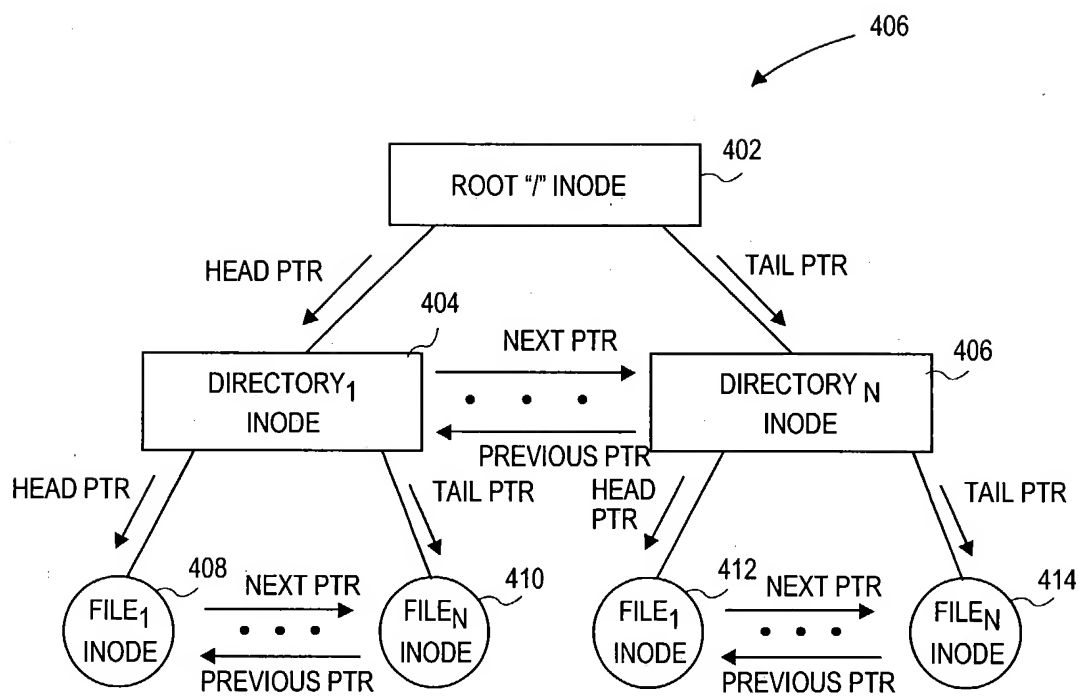 406
402
ROOT “/” INODE
HEAD PTR
TAIL PTR
404
NEXT PTR
406
DIRECTORY1
INODE
DIRECTORY N
INODE
PREVIOUS PTR
HEAD PTR
TAIL PTR
HEAD
PTR
TAIL PTR
408
NEXT PTR
410
412
NEXT PTR
414
FILE1
INODE
FILEN
INODE
FILE1
INODE
FILEN
INODE
PREVIOUS PTR
PREVIOUS PTR